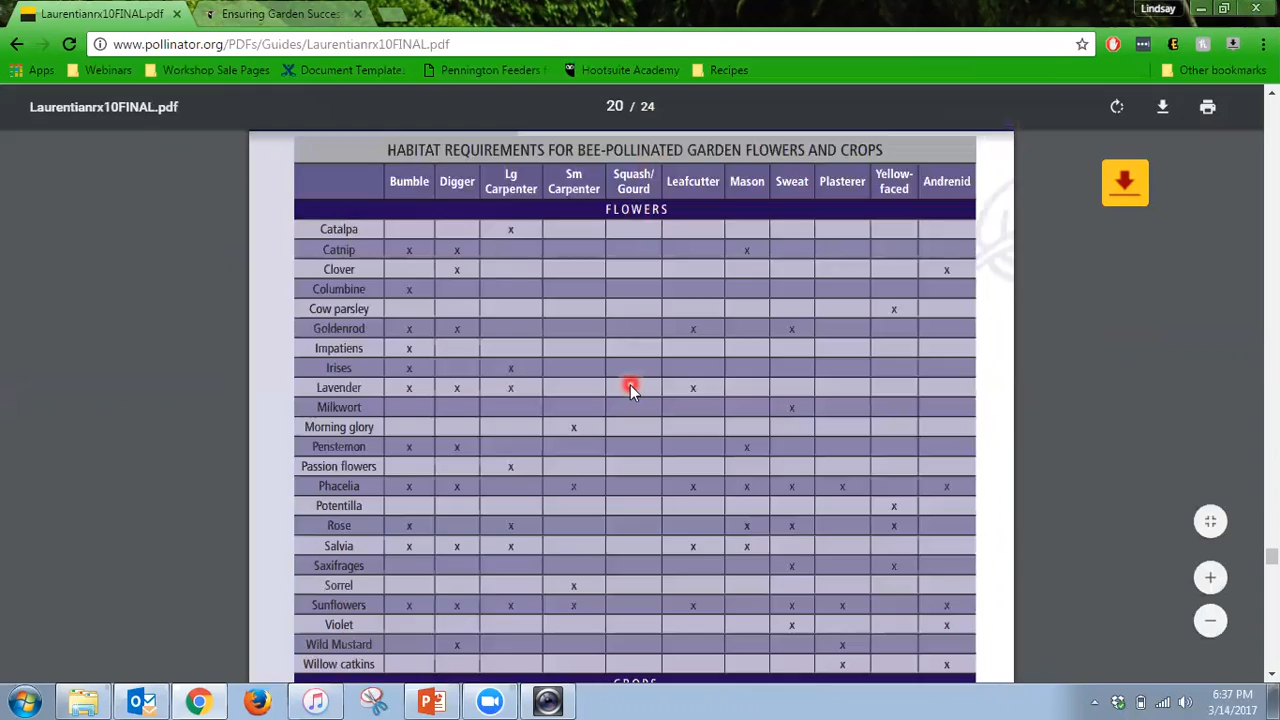 Lindsay
Laurentianrx10FINAL.pdf
Ensuring Garden Succes
www.pollinator.org/PDFs/Guides/Laurentianrx10FINAL.pdf
Apps Webinars Workshop Sale Pages Document Template Pennington Feeders Hootsuite Academy Recipes Other bookmarks
Laurentianrx10FINAL.pdf 20 / 24
HABITAT REQUIREMENTS FOR BEE-POLLINATED GARDEN FLOWERS AND CROPS
Bumble Digger Lg Carpenter Sm Carpenter Squash/ Gourd Leafcutter Mason Sweat Plasterer Yellow-faced Andrenid
FLOWERS
Catalpa x
Catnip x x x
Clover x x
Columbine x
Cow parsley x
Goldenrod x x x x
Impatiens x
Irises x x
Lavender x x x x
Milkwort x
Morning glory x
Penstemon x x x
Passion flowers x
Phacelia x x x x x x x x
Potentilla x
Rose x x x x x
Salvia x x x x x
Saxifrages x x
Sorrel x
Sunflowers x x x x x x x x
Violet x x
Wild Mustard x x
Willow catkins x x
CROPS
6:37 PM
3/14/2017